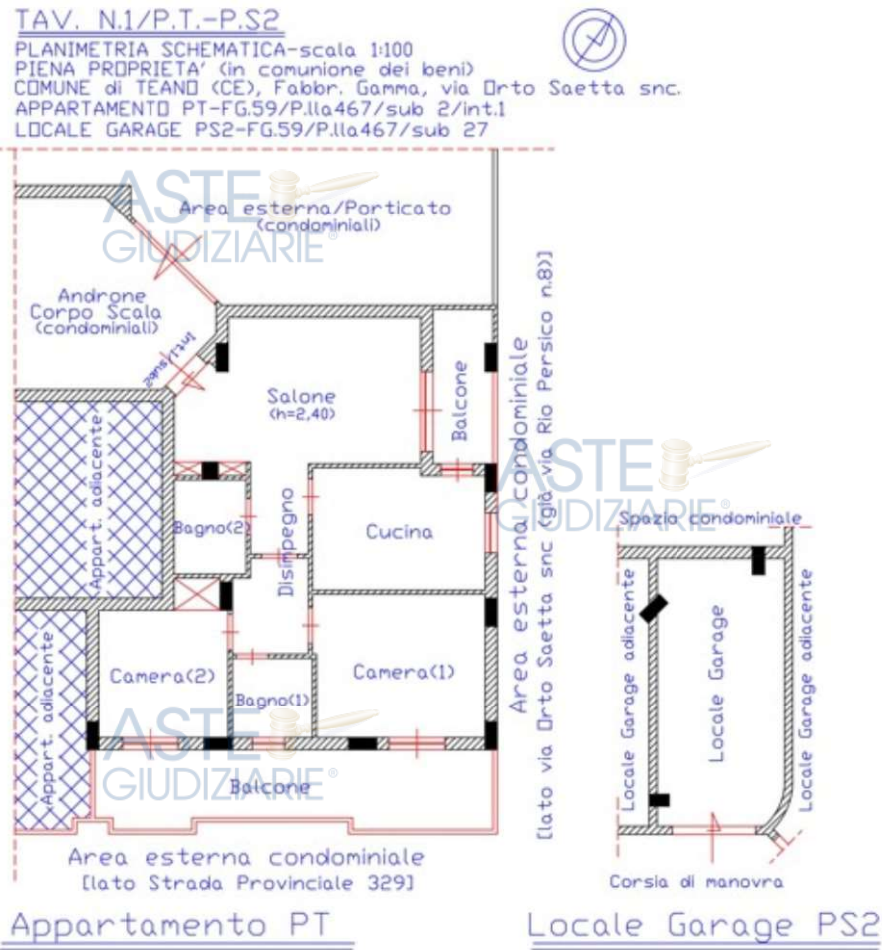 TAV. N.1/P.T.-P.S2
PLANIMETRIA SCHEMATICA-scala 1:100
PIENA PROPRIETA' (in comunione dei beni)
COMUNE di TEANO (CE), Fabbr. Gamma, via Orto Saetta snc.
APPARTAMENTO PT-FG.59/P.lla467/sub 2/int.1
LOCALE GARAGE PS2-FG.59/P.lla467/sub 27
ASTE
GIUDIZIARIE®
Area esterna/Porticato
(condominiali)
Androne
Corpo Scala
(condominiali)
Int.1/sub2
Salone
(h=2,40)
Balcone
Area esterna condominiale
[lato via Orto Saetta snc (già via Rio Persico n.8)]
Appart. adiacente
Bagno(2)
Disimpegno
Cucina
ASTE
GIUDIZIARIE®
Appart. adiacente
Camera(2)
Bagno(1)
Camera(1)
ASTE
GIUDIZIARIE®
Balcone
Area esterna condominiale
[lato Strada Provinciale 329]
Appartamento PT
Spazio condominiale
Locale Garage adiacente
Locale Garage
Locale Garage adiacente
Corsia di manovra
Locale Garage PS2